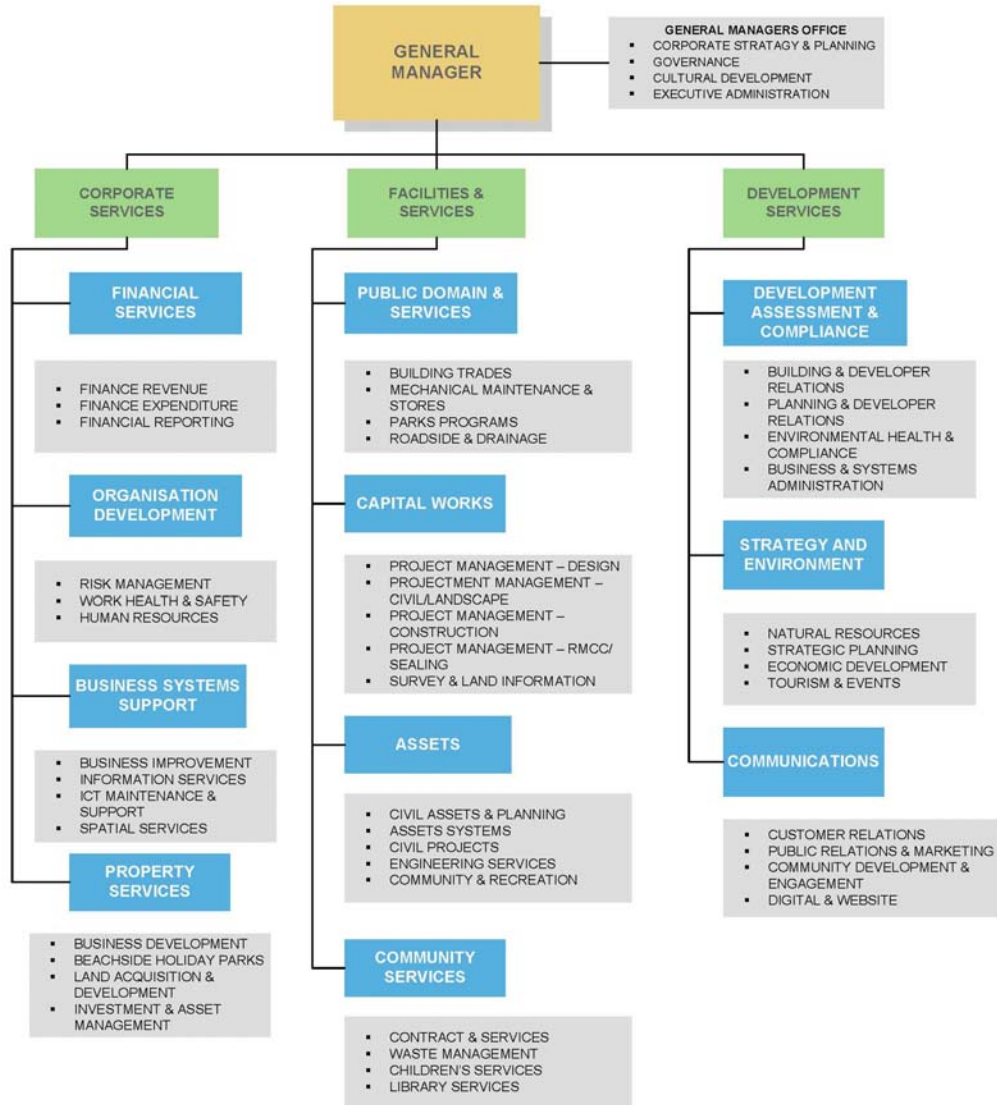 GENERAL
MANAGER
GENERAL MANAGERS OFFICE
▪ CORPORATE STRATAGY & PLANNING
▪ GOVERNANCE
▪ CULTURAL DEVELOPMENT
▪ EXECUTIVE ADMINISTRATION
CORPORATE
SERVICES
FINANCIAL
SERVICES
▪ FINANCE REVENUE
▪ FINANCE EXPENDITURE
▪ FINANCIAL REPORTING
ORGANISATION
DEVELOPMENT
▪ RISK MANAGEMENT
▪ WORK HEALTH & SAFETY
▪ HUMAN RESOURCES
BUSINESS SYSTEMS
SUPPORT
▪ BUSINESS IMPROVEMENT
▪ INFORMATION SERVICES
▪ ICT MAINTENANCE &
SUPPORT
▪ SPATIAL SERVICES
PROPERTY
SERVICES
▪ BUSINESS DEVELOPMENT
▪ BEACHSIDE HOLIDAY PARKS
▪ LAND ACQUISITION &
DEVELOPMENT
▪ INVESTMENT & ASSET
MANAGEMENT
FACILITIES &
SERVICES
PUBLIC DOMAIN &
SERVICES
▪ BUILDING TRADES
▪ MECHANICAL MAINTENANCE &
STORES
▪ PARKS PROGRAMS
▪ ROADSIDE & DRAINAGE
CAPITAL WORKS
▪ PROJECT MANAGEMENT – DESIGN
▪ PROJECTMENT MANAGEMENT –
CIVIL/LANDSCAPE
▪ PROJECT MANAGEMENT –
CONSTRUCTION
▪ PROJECT MANAGEMENT – RMCC/
SEALING
▪ SURVEY & LAND INFORMATION
ASSETS
▪ CIVIL ASSETS & PLANNING
▪ ASSETS SYSTEMS
▪ CIVIL PROJECTS
▪ ENGINEERING SERVICES
▪ COMMUNITY & RECREATION
COMMUNITY
SERVICES
▪ CONTRACT & SERVICES
▪ WASTE MANAGEMENT
▪ CHILDREN'S SERVICES
▪ LIBRARY SERVICES
DEVELOPMENT
SERVICES
DEVELOPMENT
ASSESSMENT &
COMPLIANCE
▪ BUILDING & DEVELOPER
RELATIONS
▪ PLANNING & DEVELOPER
RELATIONS
▪ ENVIRONMENTAL HEALTH &
COMPLIANCE
▪ BUSINESS & SYSTEMS
ADMINISTRATION
STRATEGY AND
ENVIRONMENT
▪ NATURAL RESOURCES
▪ STRATEGIC PLANNING
▪ ECONOMIC DEVELOPMENT
▪ TOURISM & EVENTS
COMMUNICATIONS
▪ CUSTOMER RELATIONS
▪ PUBLIC RELATIONS & MARKETING
▪ COMMUNITY DEVELOPMENT &
ENGAGEMENT
▪ DIGITAL & WEBSITE